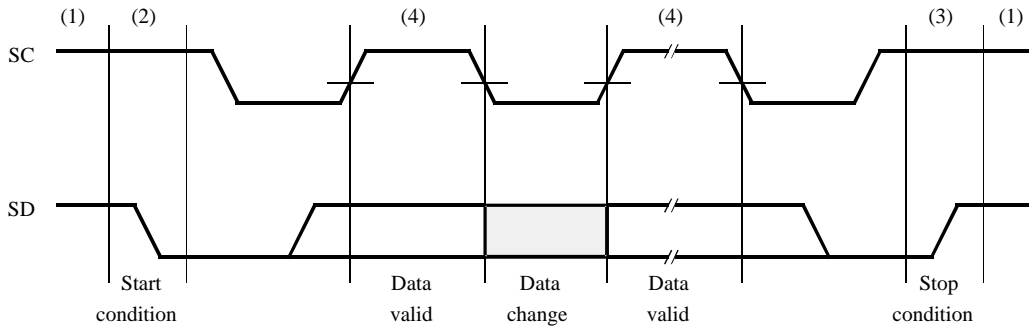 (1) (2) (4) (4) (3) (1)
SC
SD
Start condition
Data valid
Data change
Data valid
Stop condition